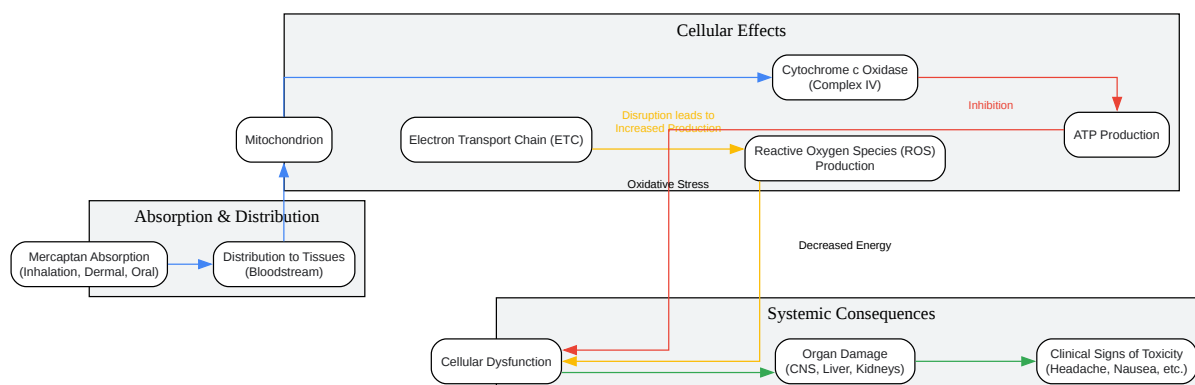 Cellular Effects
Cytochrome c Oxidase
(Complex IV)
Inhibition
Disruption leads to
Increased Production
Mitochondrion
Electron Transport Chain (ETC)
ATP Production
Reactive Oxygen Species (ROS)
Production
Oxidative Stress
Absorption & Distribution
Mercaptan Absorption
(Inhalation, Dermal, Oral)
Distribution to Tissues
(Bloodstream)
Decreased Energy
Systemic Consequences
Cellular Dysfunction
Organ Damage
(CNS, Liver, Kidneys)
Clinical Signs of Toxicity
(Headache, Nausea, etc.)